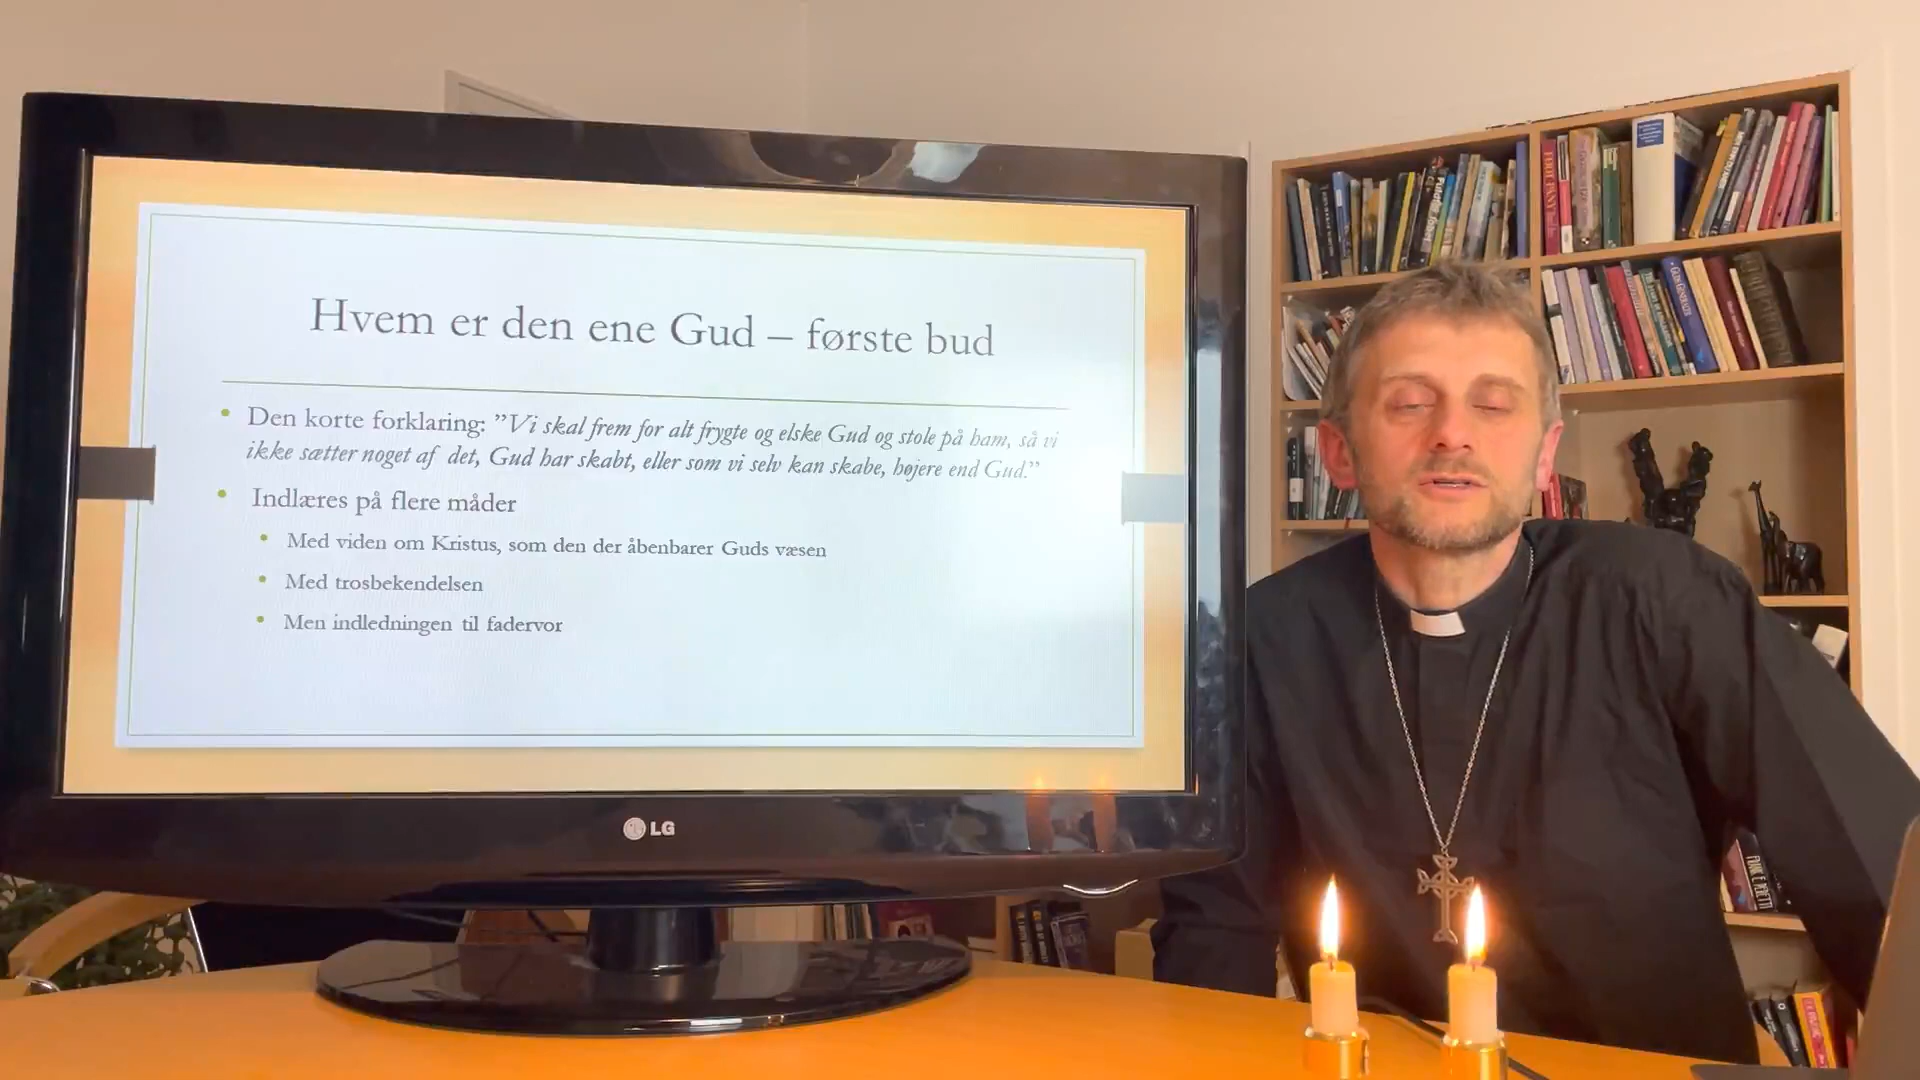 Hvem er den ene Gud – første bud
• Den korte forklaring: ”Vi skal frem for alt frygte og elske Gud og stole på ham, så vi
ikke sætter noget af det, Gud har skabt, eller som vi selv kan skabe, højere end Gud.”
• Indlæres på flere måder
• Med viden om Kristus, som den der åbenbarer Guds væsen
• Med trosbekendelsen
• Men indledningen til fadervor
LG